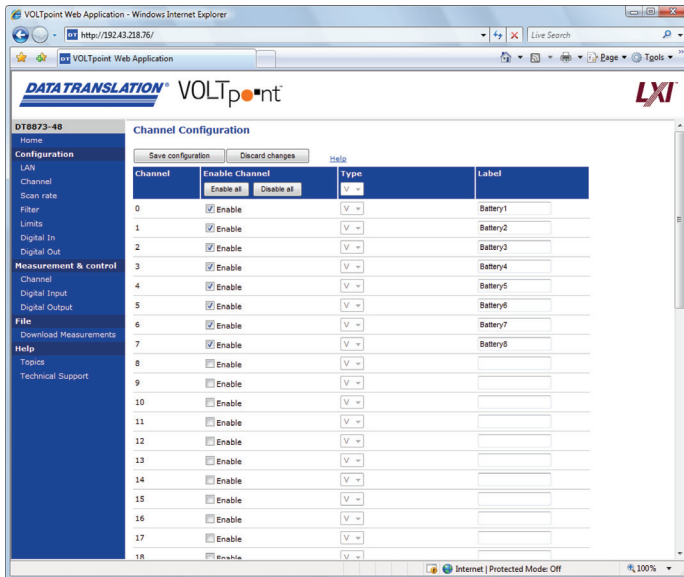 VOLTpoint Web Application - Windows Internet Explorer
http://192.43.218.76/
Live Search
VOLTpoint Web Application
Page
Tools
DATA TRANSLATION® VOLTpoint
LXI
DT8873-48
Home
Configuration
LAN
Channel
Scan rate
Filter
Limits
Digital In
Digital Out
Measurement & control
Channel
Digital Input
Digital Output
File
Download Measurements
Help
Topics
Technical Support
Channel Configuration
Save configuration Discard changes Help
Channel Enable Channel Type Label
Enable all Disable all V
0 Enable V Battery1
1 Enable V Battery2
2 Enable V Battery3
3 Enable V Battery4
4 Enable V Battery5
5 Enable V Battery6
6 Enable V Battery7
7 Enable V Battery8
8 Enable V
9 Enable V
10 Enable V
11 Enable V
12 Enable V
13 Enable V
14 Enable V
15 Enable V
16 Enable V
17 Enable V
18 Enable V
Internet | Protected Mode: Off 100%